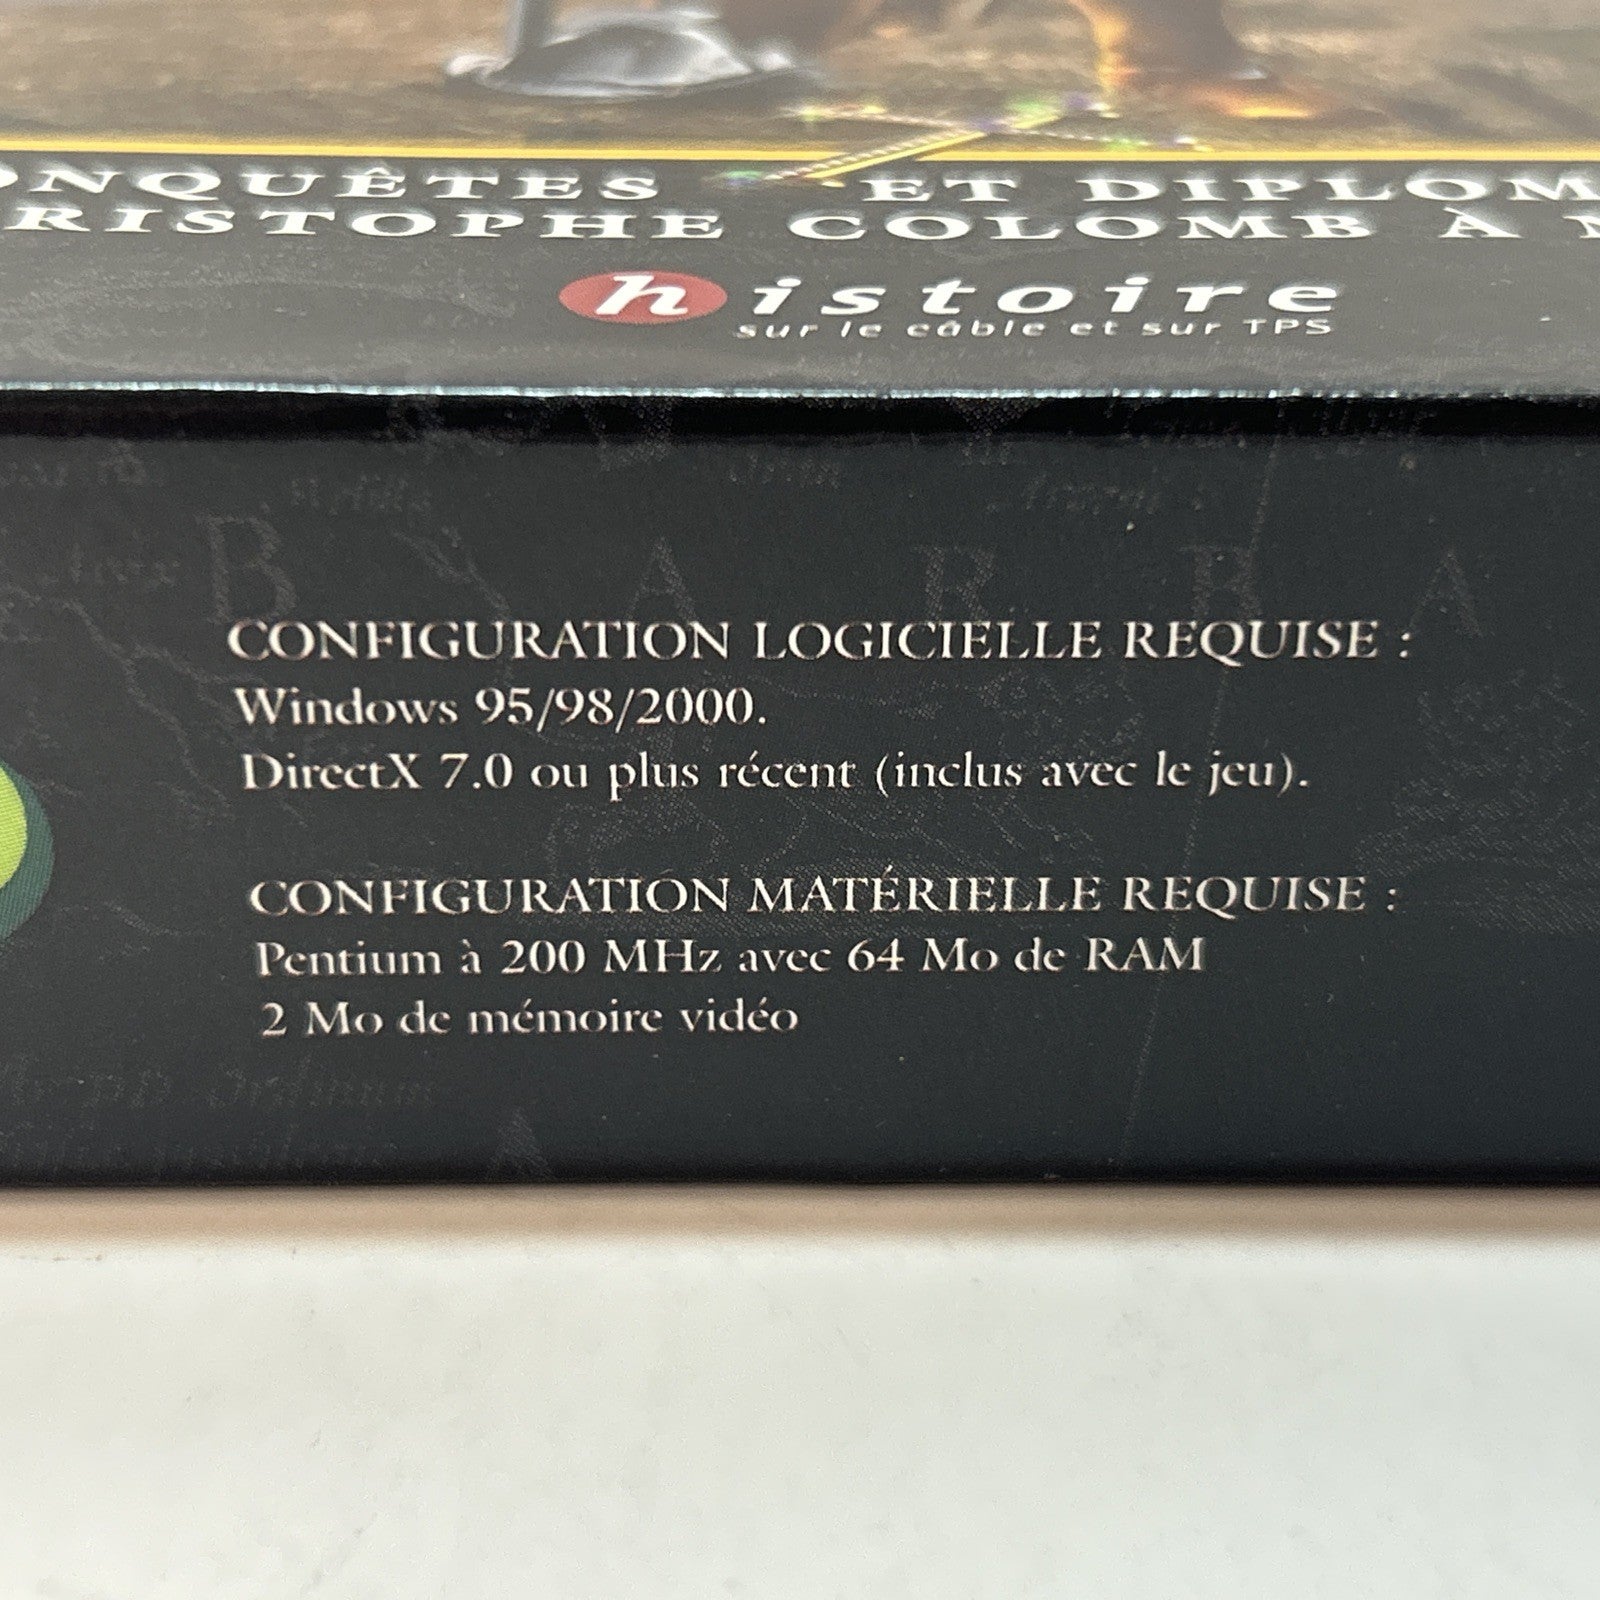 ONQUÊTES ET DIPLOM
RISTOPHE COLOMB À
histoire
sur le câble et sur TPS
B A R B A
CONFIGURATION LOGICIELLE REQUISE :
Windows 95/98/2000.
DirectX 7.0 ou plus récent (inclus avec le jeu).
CONFIGURATION MATÉRIELLE REQUISE :
Pentium à 200 MHz avec 64 Mo de RAM
2 Mo de mémoire vidéo